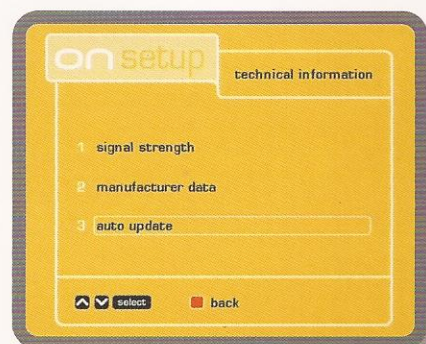 on setup
technical information
1 signal strength
2 manufacturer data
3 auto update
select back